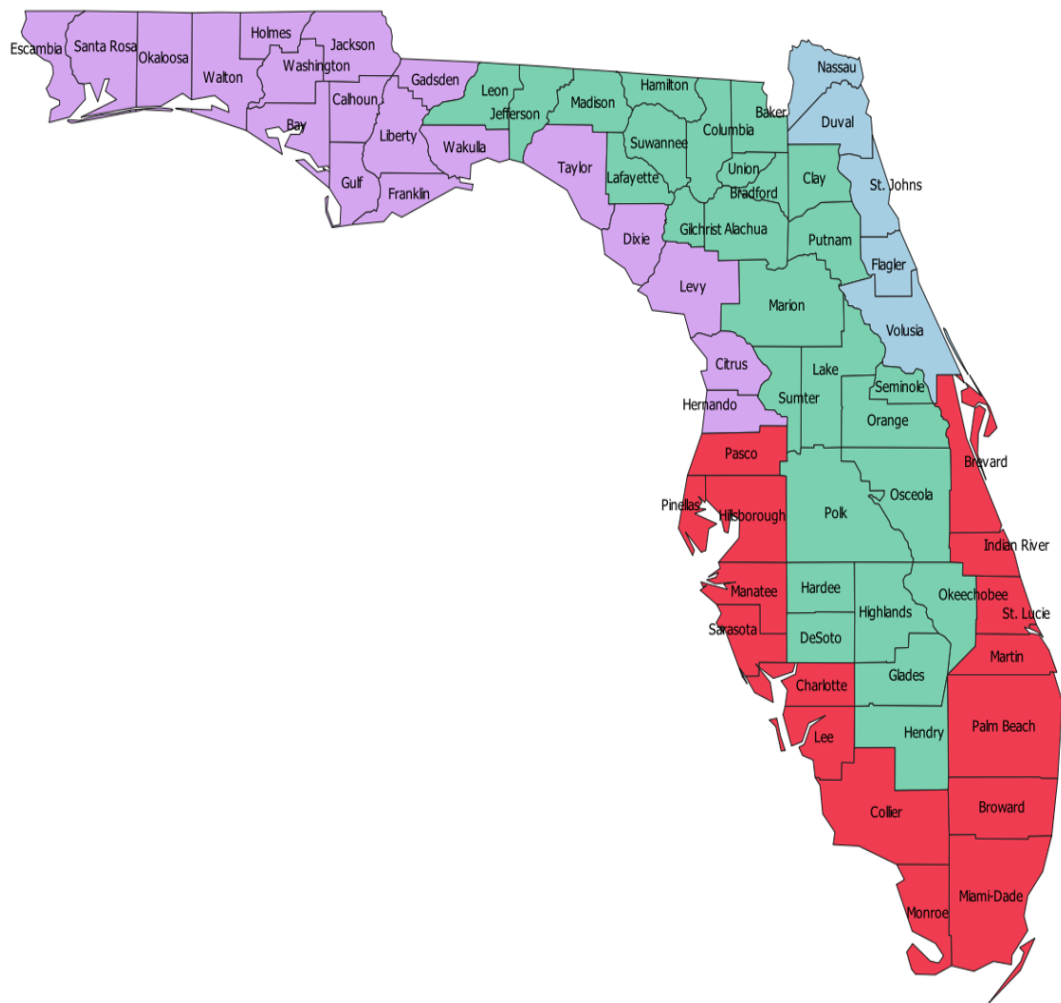 Escambia
Santa Rosa
Okaloosa
Walton
Holmes
Washington
Jackson
Bay
Calhoun
Gulf
Liberty
Gadsden
Franklin
Wakulla
Leon
Jefferson
Madison
Taylor
Hamilton
Suwannee
Lafayette
Dixie
Columbia
Baker
Union
Bradford
Gilchrist
Alachua
Levy
Nassau
Duval
Clay
St. Johns
Putnam
Flagler
Marion
Volusia
Citrus
Hernando
Sumter
Lake
Seminole
Orange
Pasco
Pinellas
Hillsborough
Polk
Osceola
Brevard
Indian River
Manatee
Hardee
Highlands
Okeechobee
St. Lucie
Sarasota
DeSoto
Martin
Charlotte
Glades
Lee
Hendry
Palm Beach
Collier
Broward
Monroe
Miami-Dade